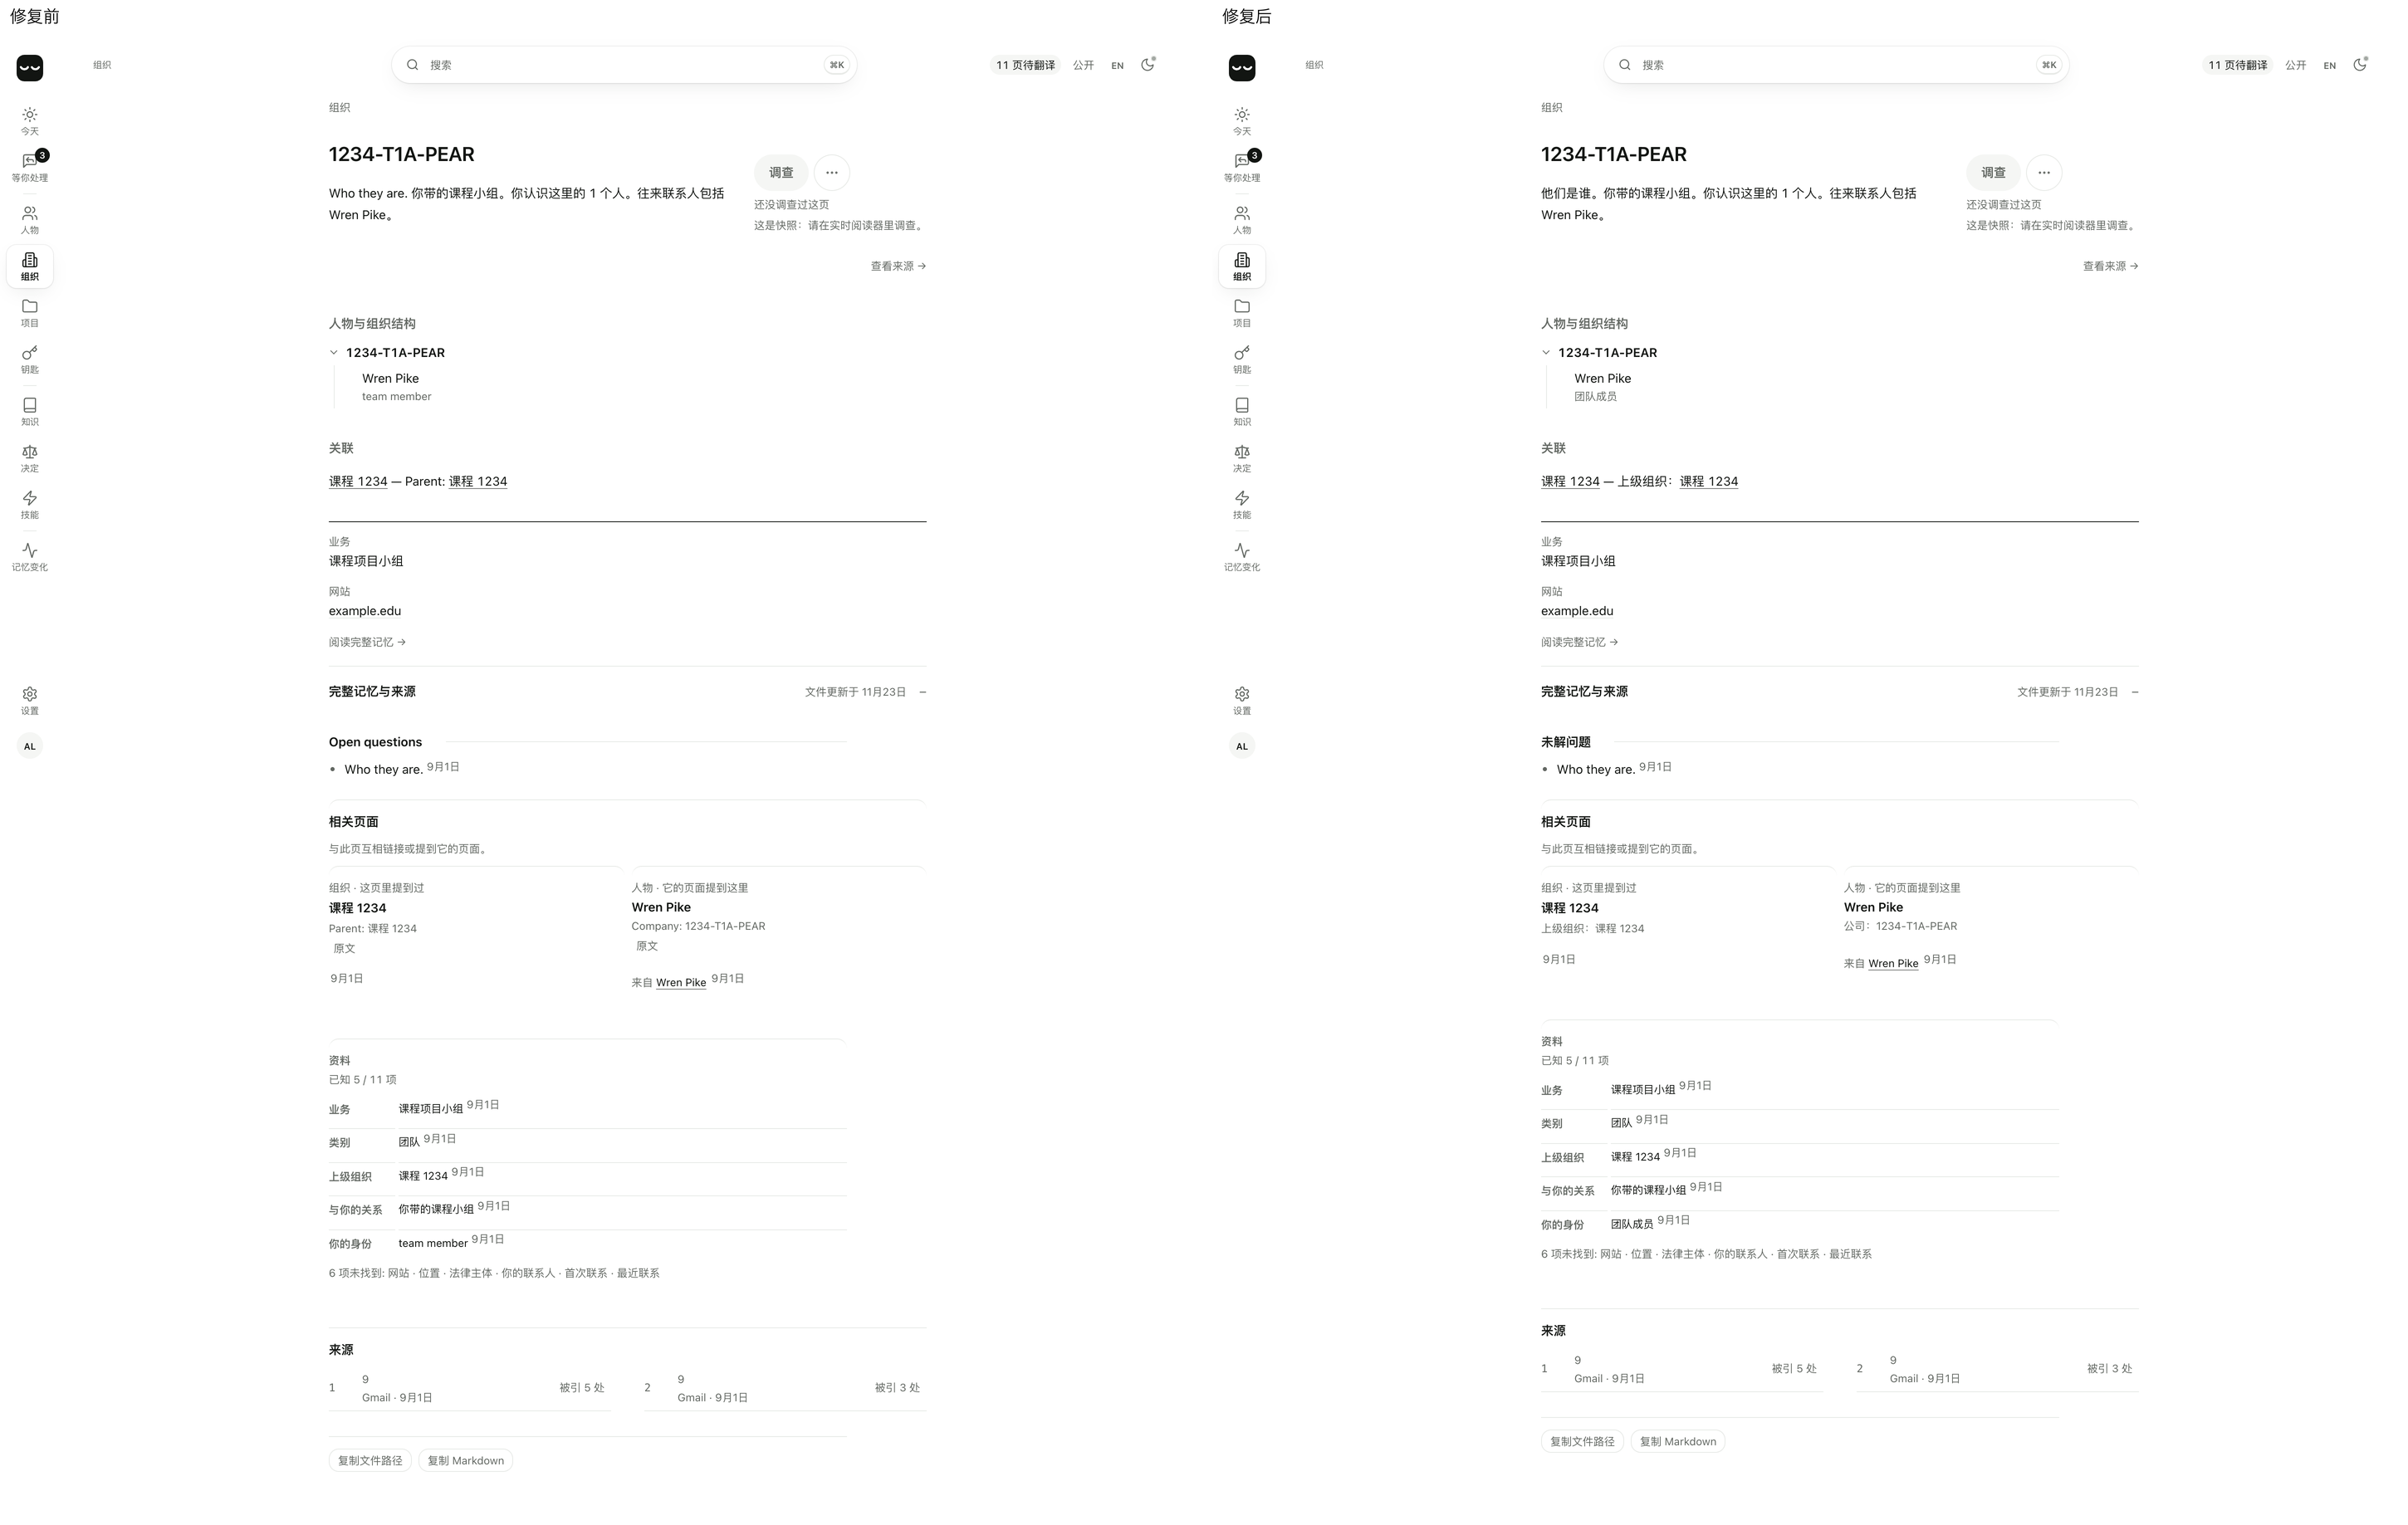 修复前
组织
搜索
⌘K
11 页待翻译
公开
EN
今天
3
等你处理
人物
组织
项目
钥匙
知识
决定
技能
记忆变化
设置
AL
组织
1234-T1A-PEAR
Who they are. 你带的课程小组。你认识这里的 1 个人。往来联系人包括
Wren Pike。
调查
还没调查过这页
这是快照：请在实时阅读器里调查。
查看来源 →
人物与组织结构
1234-T1A-PEAR
Wren Pike
team member
关联
课程 1234 — Parent: 课程 1234
业务
课程项目小组
网站
example.edu
阅读完整记忆 →
完整记忆与来源
文件更新于 11月23日 –
Open questions
• Who they are. 9月1日
相关页面
与此页互相链接或提到它的页面。
组织 · 这页里提到过
课程 1234
Parent: 课程 1234
原文
9月1日
人物 · 它的页面提到这里
Wren Pike
Company: 1234-T1A-PEAR
原文
来自 Wren Pike 9月1日
资料
已知 5 / 11 项
业务 课程项目小组 9月1日
类别 团队 9月1日
上级组织 课程 1234 9月1日
与你的关系 你带的课程小组 9月1日
你的身份 team member 9月1日
6 项未找到: 网站 · 位置 · 法律主体 · 你的联系人 · 首次联系 · 最近联系
来源
1
9
Gmail · 9月1日
被引 5 处
2
9
Gmail · 9月1日
被引 3 处
复制文件路径
复制 Markdown
修复后
组织
搜索
⌘K
11 页待翻译
公开
EN
今天
3
等你处理
人物
组织
项目
钥匙
知识
决定
技能
记忆变化
设置
AL
组织
1234-T1A-PEAR
他们是谁。你带的课程小组。你认识这里的 1 个人。往来联系人包括
Wren Pike。
调查
还没调查过这页
这是快照：请在实时阅读器里调查。
查看来源 →
人物与组织结构
1234-T1A-PEAR
Wren Pike
团队成员
关联
课程 1234 — 上级组织：课程 1234
业务
课程项目小组
网站
example.edu
阅读完整记忆 →
完整记忆与来源
文件更新于 11月23日 –
未解问题
• Who they are. 9月1日
相关页面
与此页互相链接或提到它的页面。
组织 · 这页里提到过
课程 1234
上级组织：课程 1234
9月1日
人物 · 它的页面提到这里
Wren Pike
公司：1234-T1A-PEAR
来自 Wren Pike 9月1日
资料
已知 5 / 11 项
业务 课程项目小组 9月1日
类别 团队 9月1日
上级组织 课程 1234 9月1日
与你的关系 你带的课程小组 9月1日
你的身份 团队成员 9月1日
6 项未找到: 网站 · 位置 · 法律主体 · 你的联系人 · 首次联系 · 最近联系
来源
1
9
Gmail · 9月1日
被引 5 处
2
9
Gmail · 9月1日
被引 3 处
复制文件路径
复制 Markdown